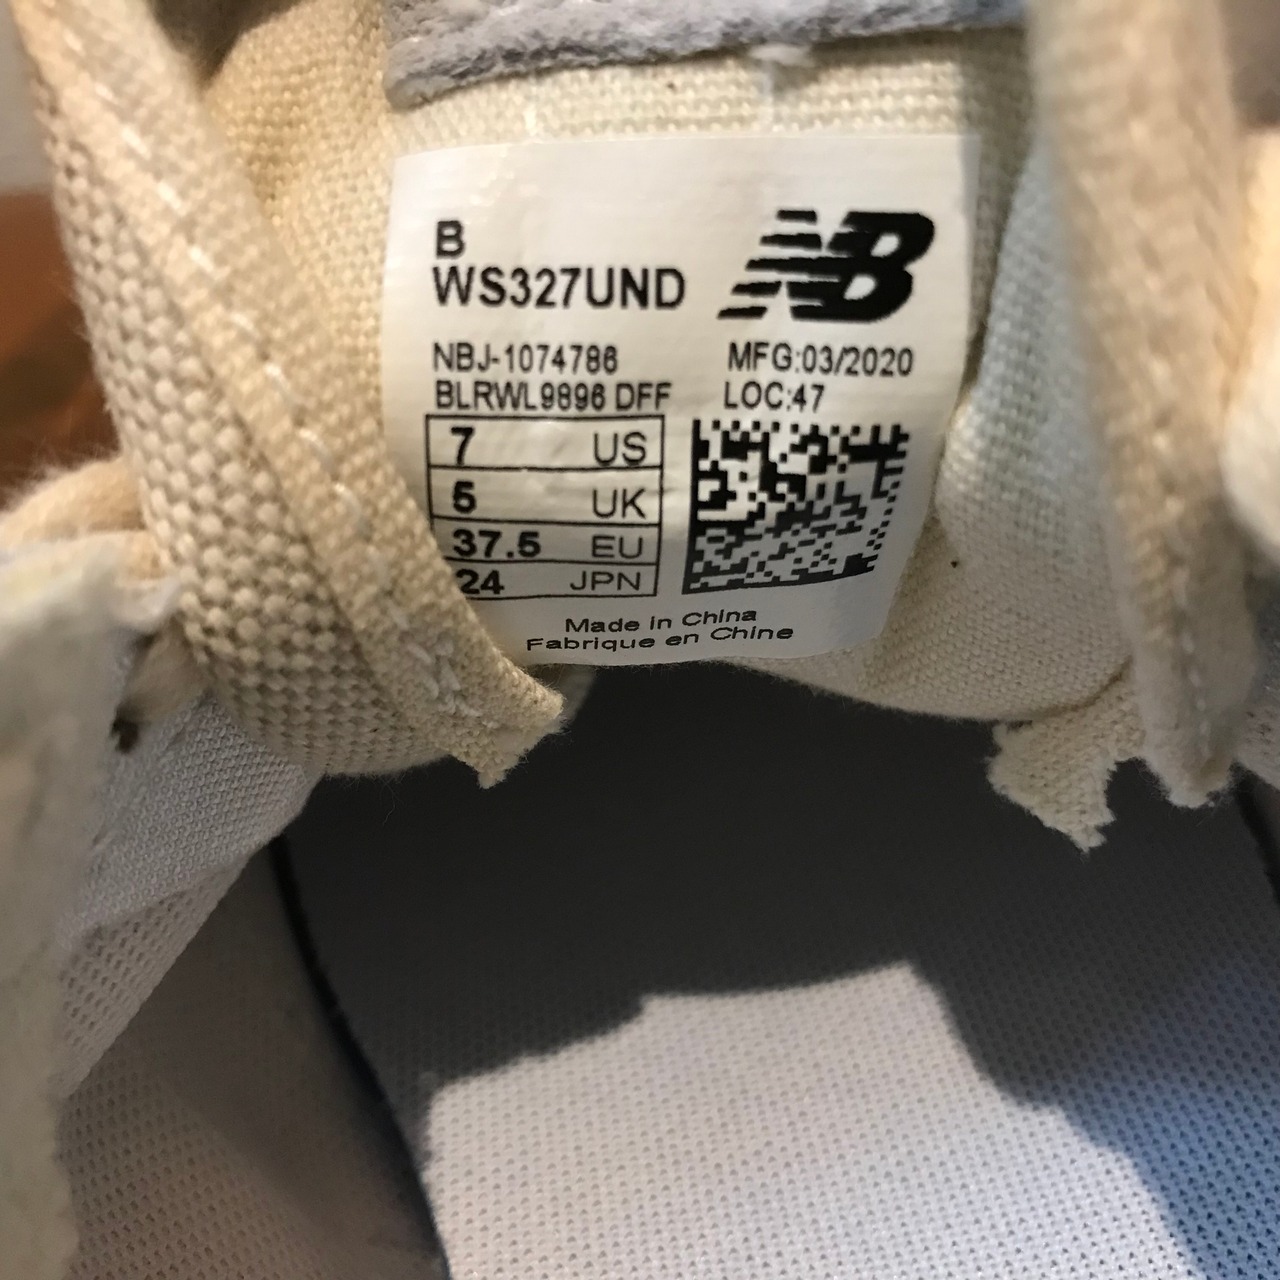 B
WS327UND
NB
NBJ-1074786
MFG:03/2020
BLRWL9896 DFF
LOC:47
7 US
5 UK
37.5 EU
24 JPN
Made in China
Fabrique en Chine